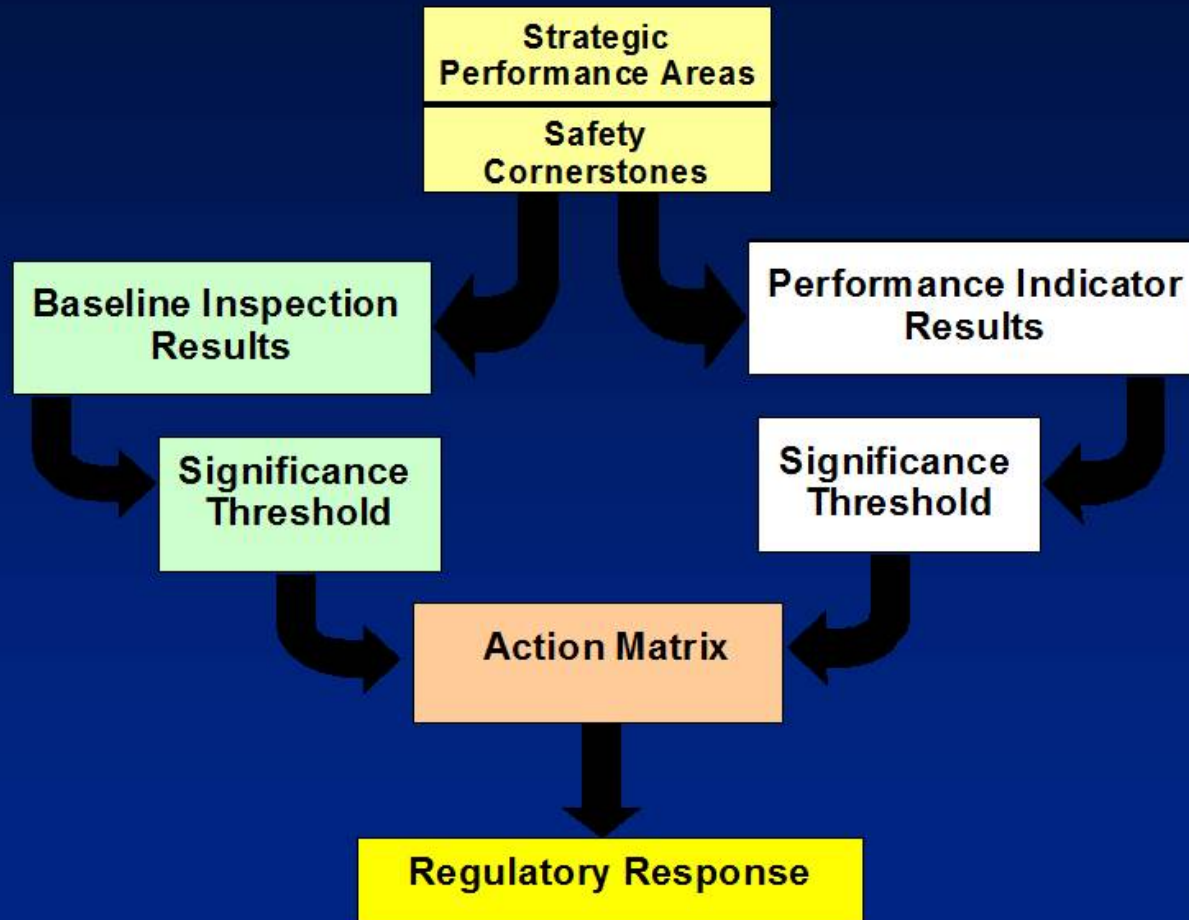 Strategic
Performance Areas
Safety
Cornerstones
Baseline Inspection
Results
Performance Indicator
Results
Significance
Threshold
Significance
Threshold
Action Matrix
Regulatory Response